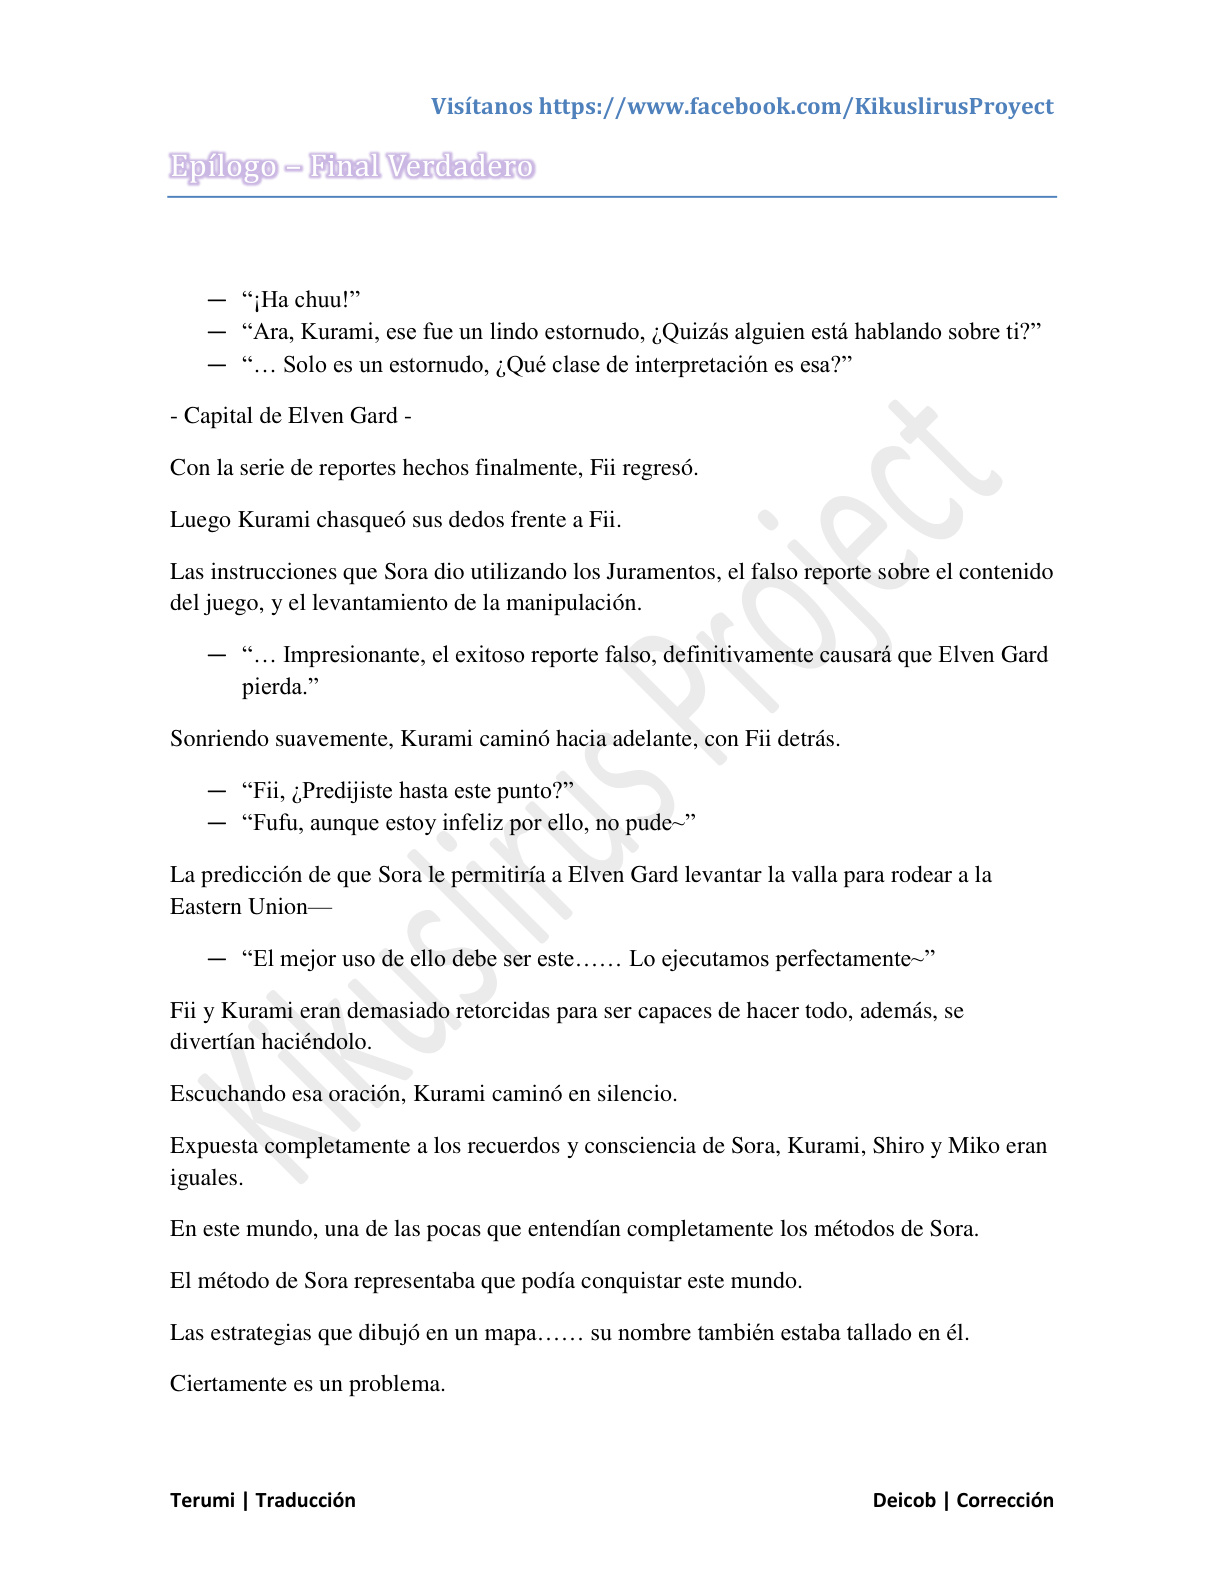 Visítanos https://www.facebook.com/KikuslirusProyect
Epílogo – Final Verdadero
— “¡Ha chuu!”
— “Ara, Kurami, ese fue un lindo estornudo, ¿Quizás alguien está hablando sobre ti?”
— “… Solo es un estornudo, ¿Qué clase de interpretación es esa?”
- Capital de Elven Gard -
Con la serie de reportes hechos finalmente, Fii regresó.
Luego Kurami chasqueó sus dedos frente a Fii.
Las instrucciones que Sora dio utilizando los Juramentos, el falso reporte sobre el contenido
del juego, y el levantamiento de la manipulación.
— “… Impresionante, el exitoso reporte falso, definitivamente causará que Elven Gard
pierda.”
Sonriendo suavemente, Kurami caminó hacia adelante, con Fii detrás.
— “Fii, ¿Predijiste hasta este punto?”
— “Fufu, aunque estoy infeliz por ello, no pude~”
La predicción de que Sora le permitiría a Elven Gard levantar la valla para rodear a la
Eastern Union—
— “El mejor uso de ello debe ser este…… Lo ejecutamos perfectamente~”
Fii y Kurami eran demasiado retorcidas para ser capaces de hacer todo, además, se
divertían haciéndolo.
Escuchando esa oración, Kurami caminó en silencio.
Expuesta completamente a los recuerdos y consciencia de Sora, Kurami, Shiro y Miko eran
iguales.
En este mundo, una de las pocas que entendían completamente los métodos de Sora.
El método de Sora representaba que podía conquistar este mundo.
Las estrategias que dibujó en un mapa…… su nombre también estaba tallado en él.
Ciertamente es un problema.
Kikuslirus Project
Terumi | Traducción
Deicob | Corrección